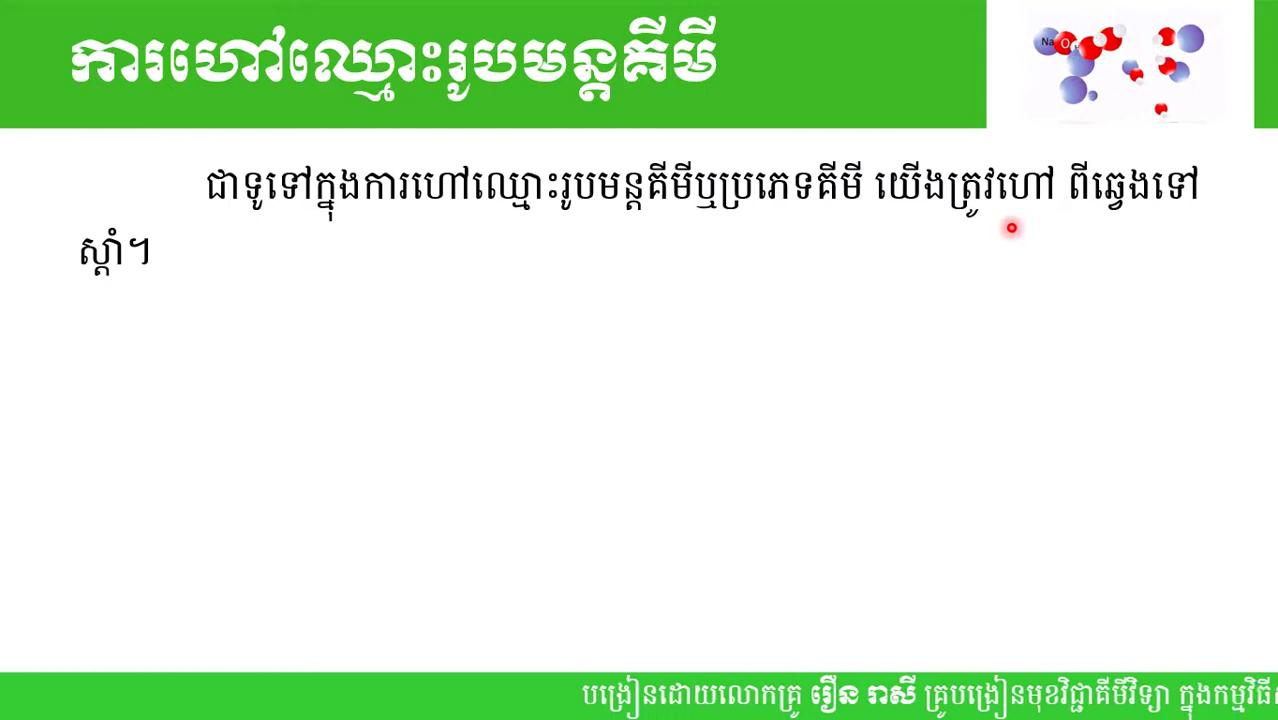 ការហៅឈ្មោះរូបមន្តគីមី
Na O H
ជាទូទៅក្នុងការហៅឈ្មោះរូបមន្តគីមីឬប្រភេទគីមី យើងត្រូវហៅ ពីឆ្វេងទៅ
ស្តាំ។
បង្រៀនដោយលោកគ្រូ រឿន រាសី គ្រូបង្រៀនមុខវិជ្ជាគីមីវិទ្យា ក្នុងកម្មវិធី